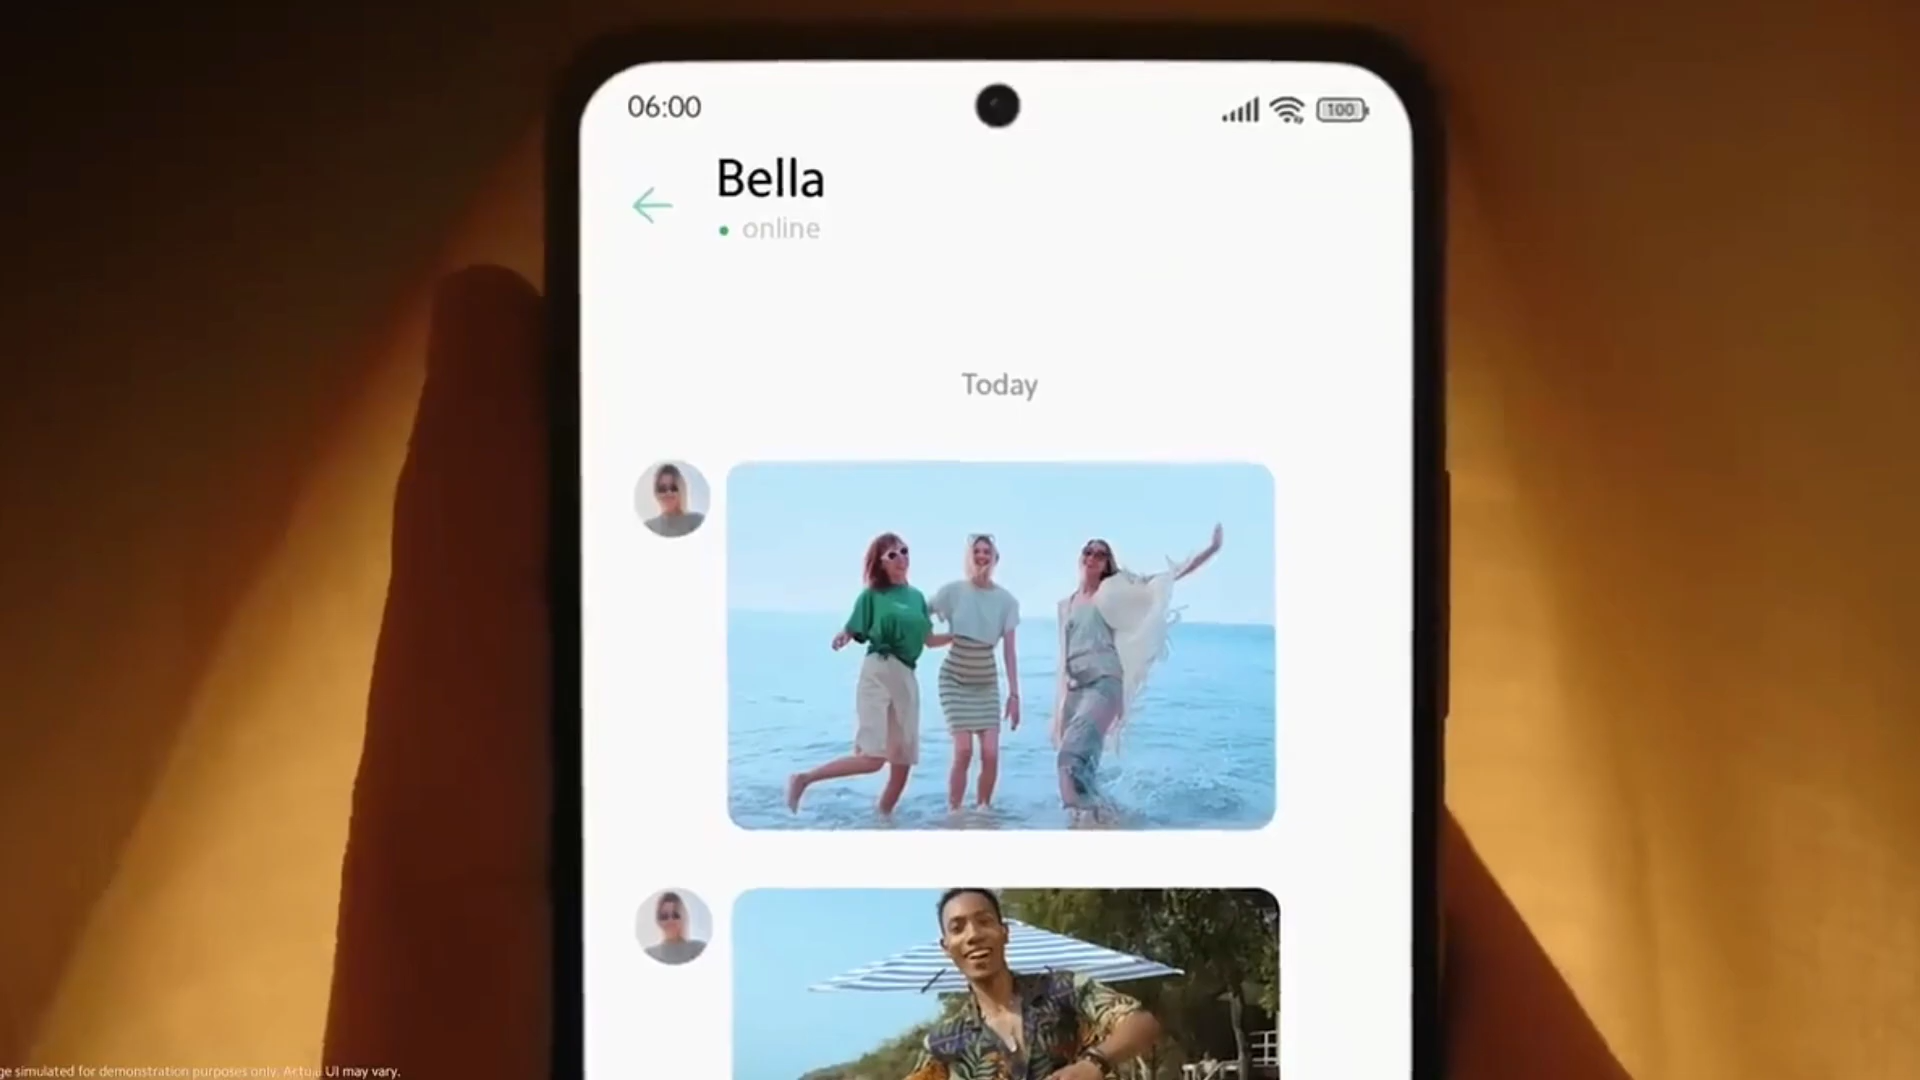 06:00
100
Bella
online
Today
ge simulated for demonstration purposes only. Actual UI may vary.